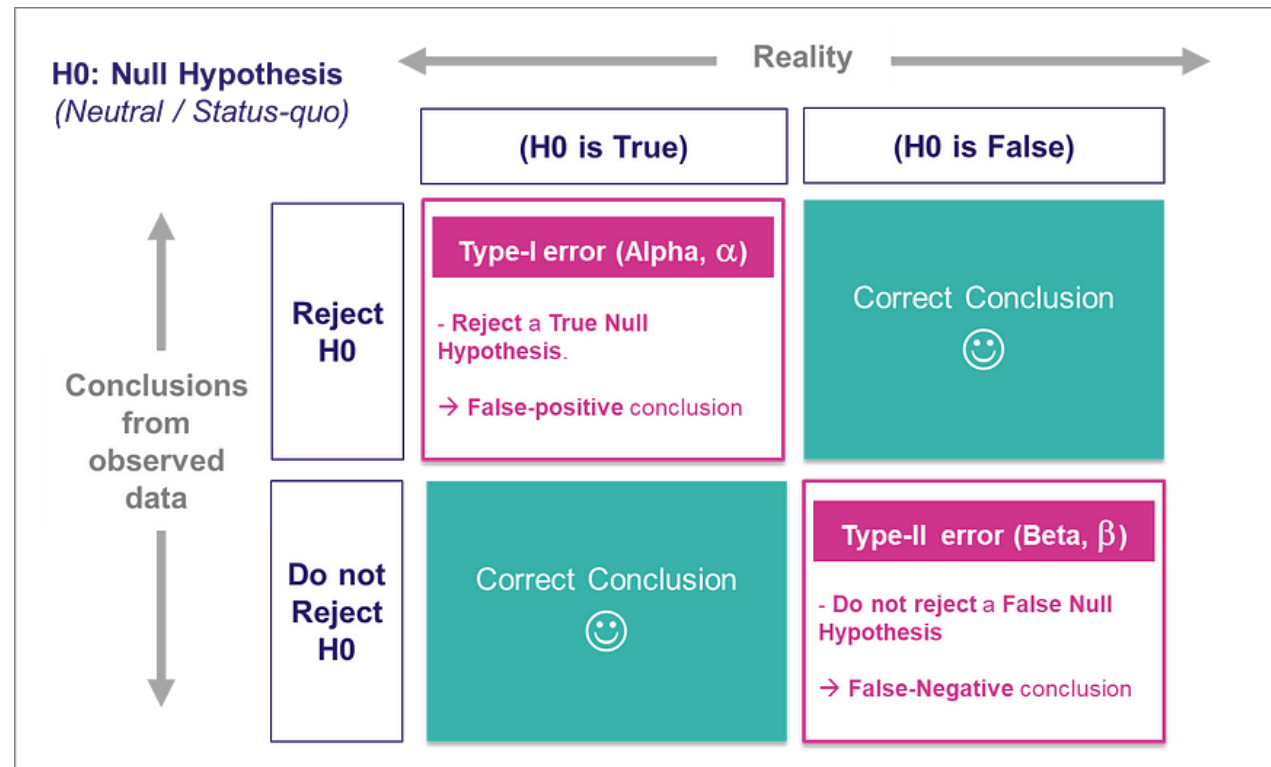 Reality
H0: Null Hypothesis
(Neutral / Status-quo)
(H0 is True)
(H0 is False)
Conclusions
from
observed
data
Reject
H0
Type-I error (Alpha, α)
- Reject a True Null
Hypothesis.
→ False-positive conclusion
Correct Conclusion
Do not
Reject
H0
Correct Conclusion
Type-II error (Beta, β)
- Do not reject a False Null
Hypothesis
→ False-Negative conclusion